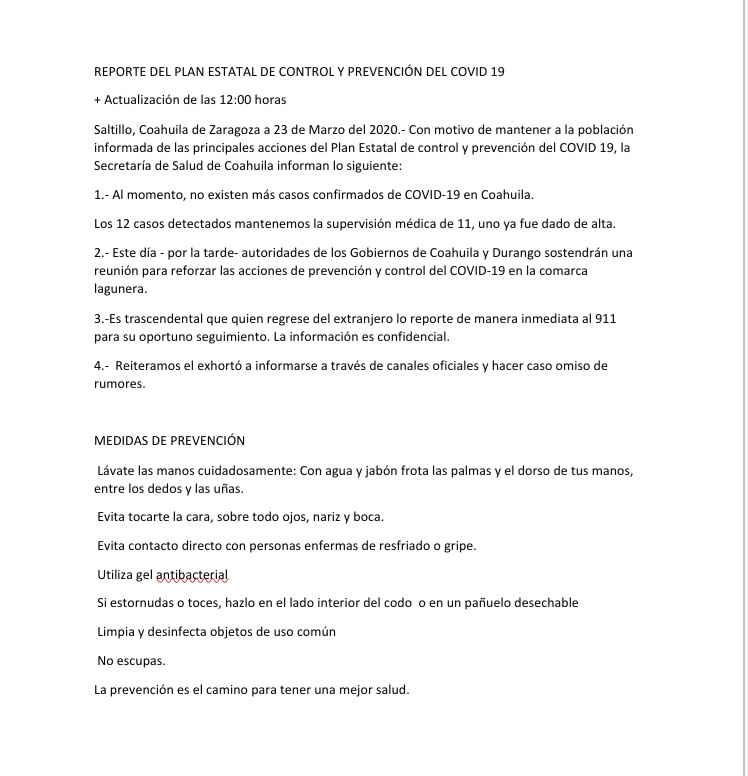 REPORTE DEL PLAN ESTATAL DE CONTROL Y PREVENCIÓN DEL COVID 19
+ Actualización de las 12:00 horas
Saltillo, Coahuila de Zaragoza a 23 de Marzo del 2020.- Con motivo de mantener a la población
informada de las principales acciones del Plan Estatal de control y prevención del COVID 19, la
Secretaría de Salud de Coahuila informan lo siguiente:
1.- Al momento, no existen más casos confirmados de COVID-19 en Coahuila.
Los 12 casos detectados mantenemos la supervisión médica de 11, uno ya fue dado de alta.
2.- Este día - por la tarde- autoridades de los Gobiernos de Coahuila y Durango sostendrán una
reunión para reforzar las acciones de prevención y control del COVID-19 en la comarca
lagunera.
3.-Es trascendental que quien regrese del extranjero lo reporte de manera inmediata al 911
para su oportuno seguimiento. La información es confidencial.
4.-  Reiteramos el exhortó a informarse a través de canales oficiales y hacer caso omiso de
rumores.
MEDIDAS DE PREVENCIÓN
Lávate las manos cuidadosamente: Con agua y jabón frota las palmas y el dorso de tus manos,
entre los dedos y las uñas.
Evita tocarte la cara, sobre todo ojos, nariz y boca.
Evita contacto directo con personas enfermas de resfriado o gripe.
Utiliza gel antibacterial
Si estornudas o toces, hazlo en el lado interior del codo  o en un pañuelo desechable
Limpia y desinfecta objetos de uso común
No escupas.
La prevención es el camino para tener una mejor salud.